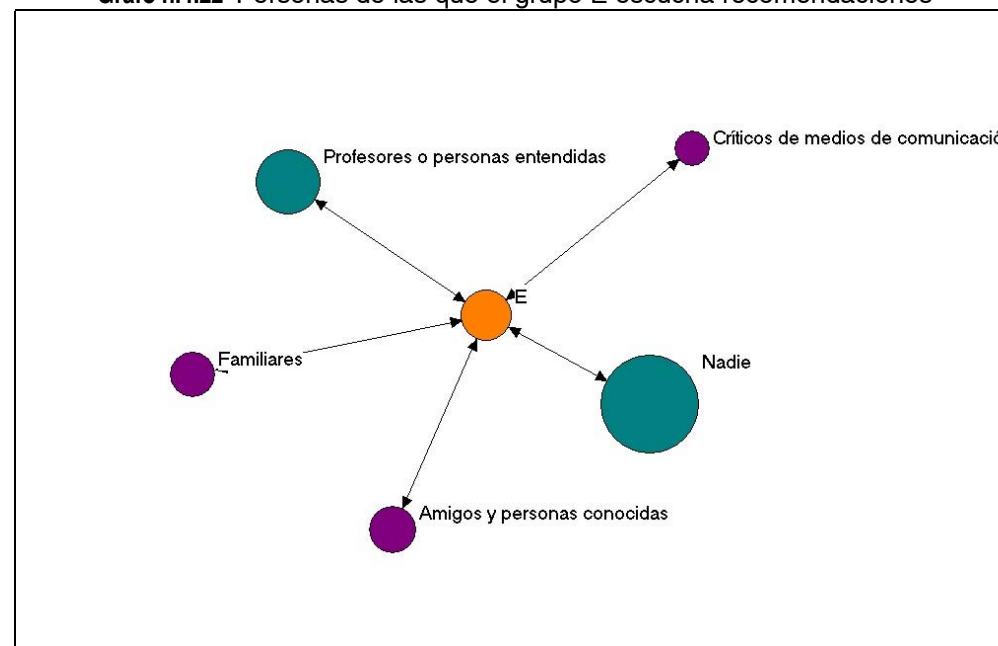 Personas de las que el grupo E escucha recomendaciones
Críticos de medios de comunicació
Profesores o personas entendidas
E
Familiares
Nadie
Amigos y personas conocidas